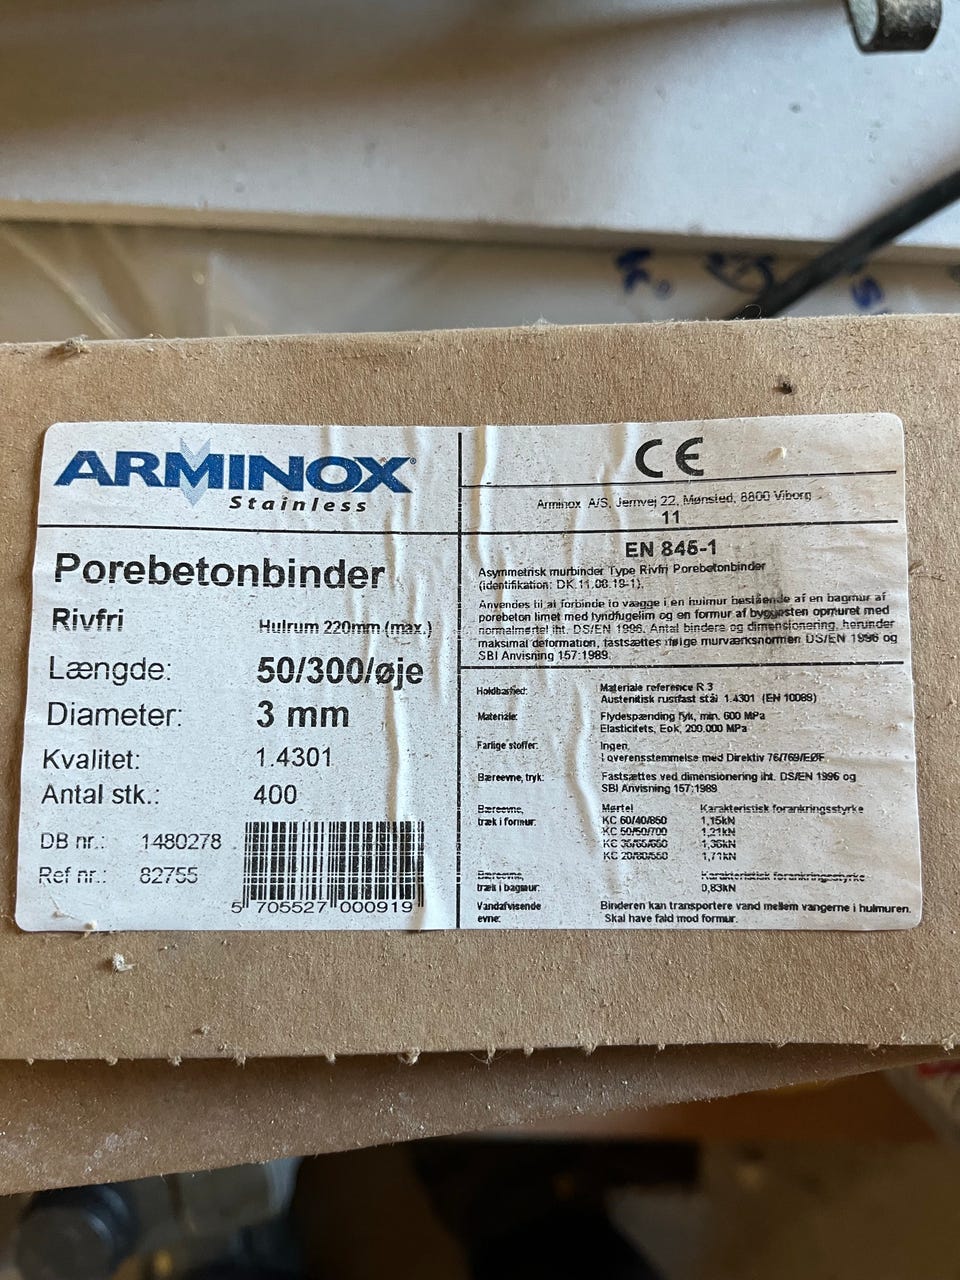 ARMINOX®
Stainless
Porebetonbinder
Rivfri
Hulrum 220mm (max.)
Længde: 50/300/øje
Diameter: 3 mm
Kvalitet: 1.4301
Antal stk.: 400
DB nr.: 1480278
Ref nr.: 82755
5 705527 000919
CE
Arminox A/S, Jernvej 22, Mønsted, 8800 Viborg
11
EN 845-1
Asymmetrisk murbinder Type Rivfri Porebetonbinder
(identifikation: DK.11.06.19-1).
Anvendes til at forbinde to vægge i en hulmur bestående af en bagmur af
porebeton limet med tyndfugelim og en formur af byggesten opmuret med
normalmørtel iht. DS/EN 1996. Antal bindere og dimensionering, herunder
maksimal deformation, fastsættes ifølge murværksnormen DS/EN 1996 og
SBI Anvisning 157:1989.
Holdbarhed: Materiale reference R 3
Austenitisk rustfast stål 1.4301 (EN 10088)
Materiale: Flydespænding fyk, min. 600 MPa
Elasticitets, Eok, 200.000 MPa
Farlige stoffer: Ingen,
I overensstemmelse med Direktiv 76/769/EØF
Bæreevne, tryk: Fastsættes ved dimensionering iht. DS/EN 1996 og
SBI Anvisning 157:1989
Bæreevne, Mørtel Karakteristisk forankringsstyrke
træk i formur: KC 60/40/850 1,15kN
KC 50/50/700 1,21kN
KC 35/65/650 1,36kN
KC 20/80/550 1,71kN
Bæreevne, Karakteristisk forankringsstyrke
træk i bagmur: 0,83kN
Vandafvisende Binderen kan transportere vand mellem vangerne i hulmuren.
evne: Skal have fald mod formur.